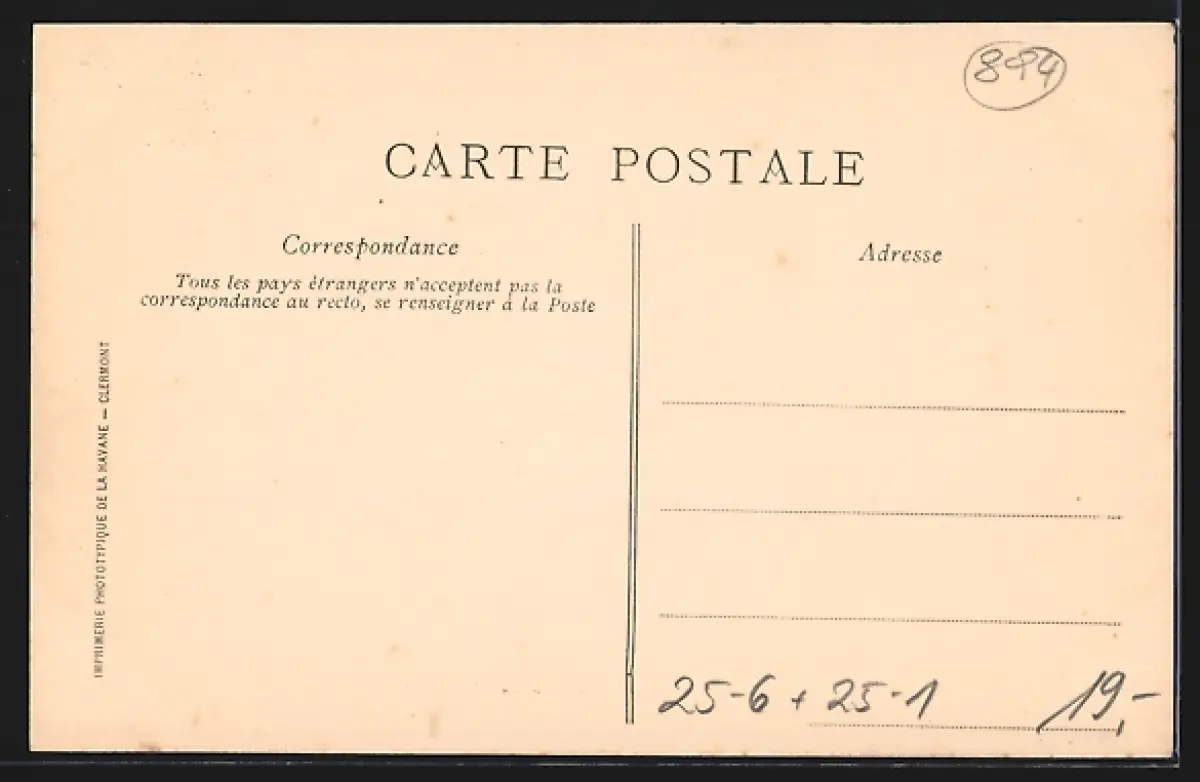 894
CARTE POSTALE
Correspondance
Tous les pays étrangers n'acceptent pas la
correspondance au recto, se renseigner à la Poste
Adresse
IMPRIMERIE PHOTOTYPIQUE DE LA HAVANE — CLERMONT
25-6 + 25-1
19,-